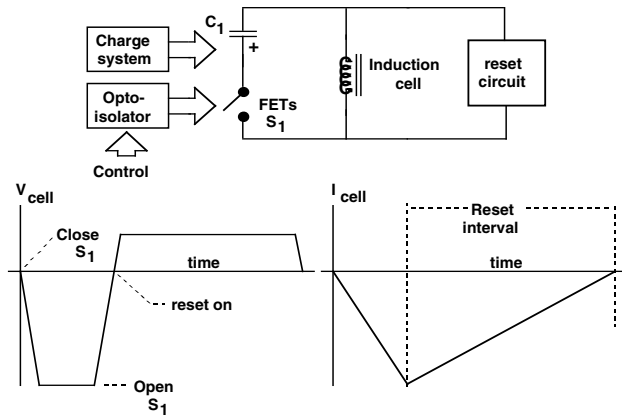 C1
Charge
system
+
Opto-
isolator
FETs
S1
Control
Induction
cell
reset
circuit
Vcell
Close
S1
time
reset on
Open
S1
Icell
Reset
interval
time